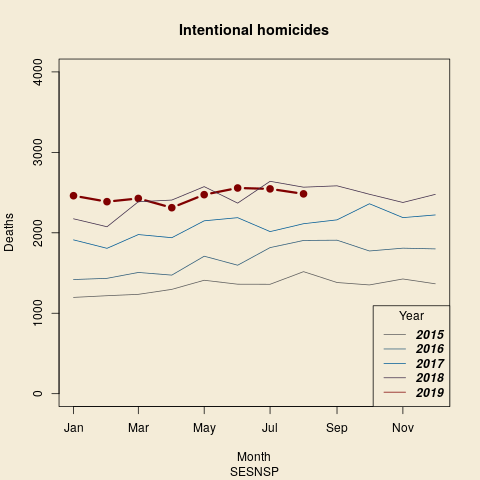 Intentional homicides
Deaths
4000
3000
2000
1000
0
Jan Mar May Jul Sep Nov
Year
2015
2016
2017
2018
2019
Month
SESNSP